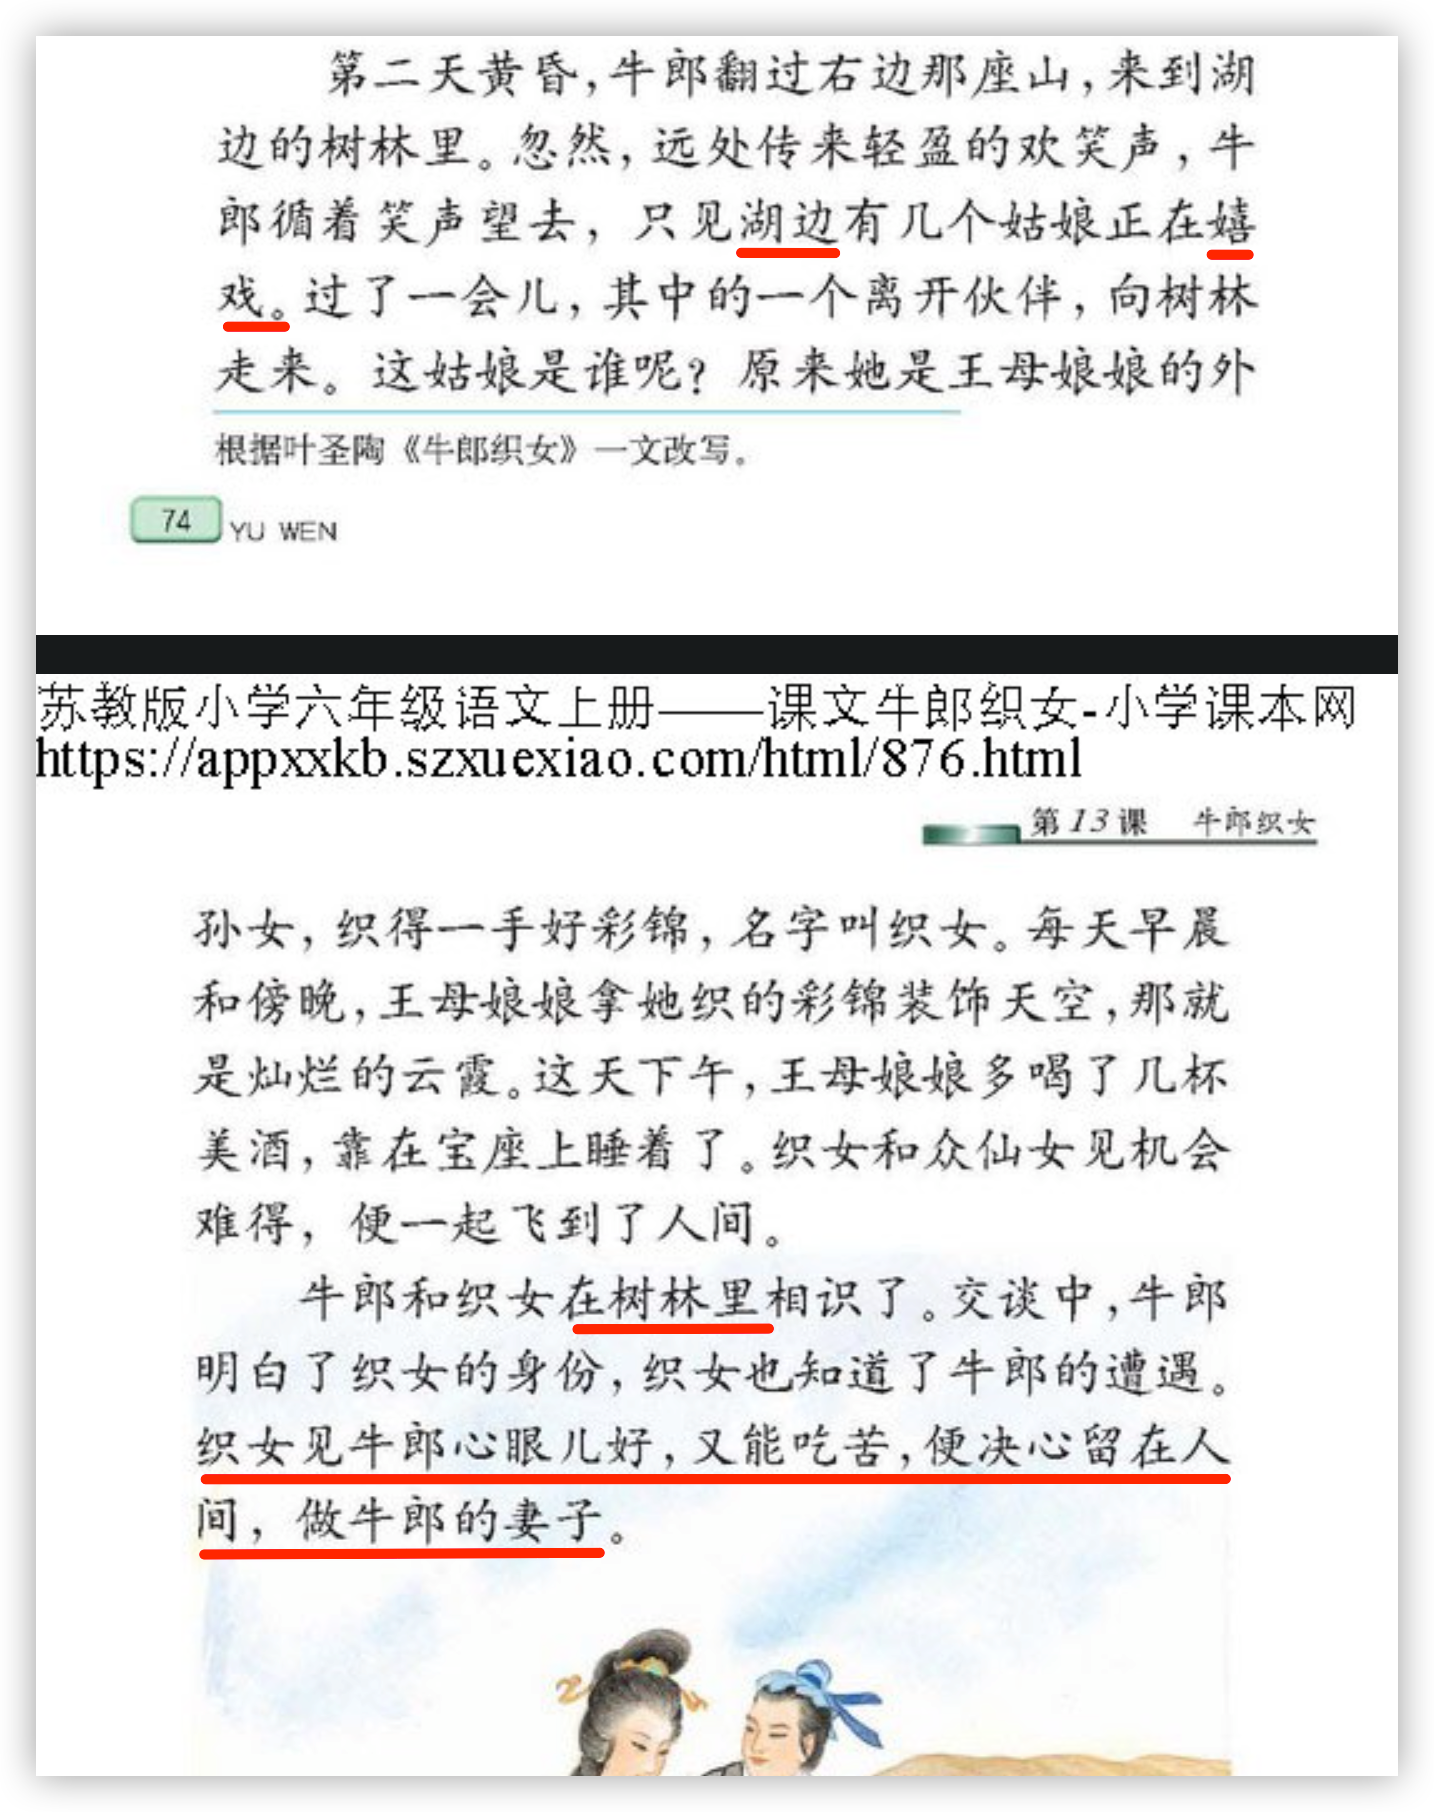 第二天黄昏,牛郎翻过右边那座山,来到湖
边的树林里。忽然,远处传来轻盈的欢笑声,牛
郎循着笑声望去,只见湖边有几个姑娘正在嬉
戏。过了一会儿,其中的一个离开伙伴,向树林
走来。这姑娘是谁呢?原来她是王母娘娘的外
根据叶圣陶《牛郎织女》一文改写。
74 YU WEN
苏教版小学六年级语文上册——课文牛郎织女-小学课本网
https://appxxkb.szxuexiao.com/html/876.html
第13课 牛郎织女
孙女,织得一手好彩锦,名字叫织女。每天早晨
和傍晚,王母娘娘拿她织的彩锦装饰天空,那就
是灿烂的云霞。这天下午,王母娘娘多喝了几杯
美酒,靠在宝座上睡着了。织女和众仙女见机会
难得,便一起飞到了人间。
牛郎和织女在树林里相识了。交谈中,牛郎
明白了织女的身份,织女也知道了牛郎的遭遇。
织女见牛郎心眼儿好,又能吃苦,便决心留在人
间,做牛郎的妻子。